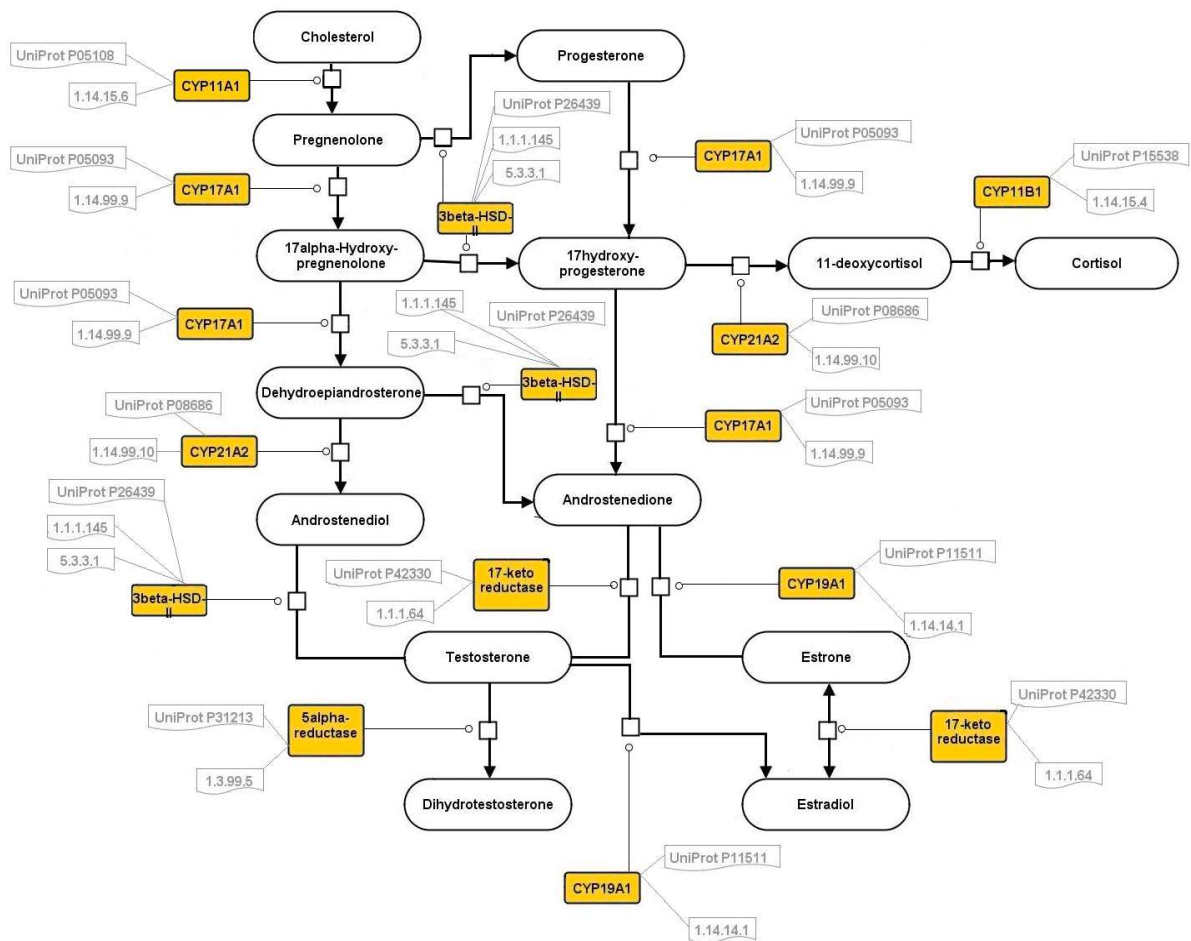 Cholesterol
Progesterone
UniProt P05108
CYP11A1
1.14.15.6
UniProt P26439
1.1.1.145
5.3.3.1
3beta-HSD-
II
Pregnenolone
UniProt P05093
CYP17A1
1.14.99.9
UniProt P05093
CYP17A1
1.14.99.9
UniProt P15538
CYP11B1
1.14.15.4
17alpha-Hydroxy-
pregnenolone
17hydroxy-
progesterone
11-deoxycortisol
Cortisol
UniProt P05093
CYP17A1
1.14.99.9
1.1.1.145
UniProt P26439
5.3.3.1
3beta-HSD-
II
UniProt P08686
CYP21A2
1.14.99.10
Dehydroepiandrosterone
UniProt P08686
CYP21A2
1.14.99.10
UniProt P05093
CYP17A1
1.14.99.9
Androstenediol
Androstenedione
UniProt P26439
1.1.1.145
5.3.3.1
3beta-HSD-
II
UniProt P42330
17-keto
reductase
1.1.1.64
UniProt P11511
CYP19A1
1.14.14.1
Testosterone
Estrone
UniProt P31213
5alpha-
reductase
1.3.99.5
UniProt P42330
17-keto
reductase
1.1.1.64
Dihydrotestosterone
Estradiol
UniProt P11511
CYP19A1
1.14.14.1